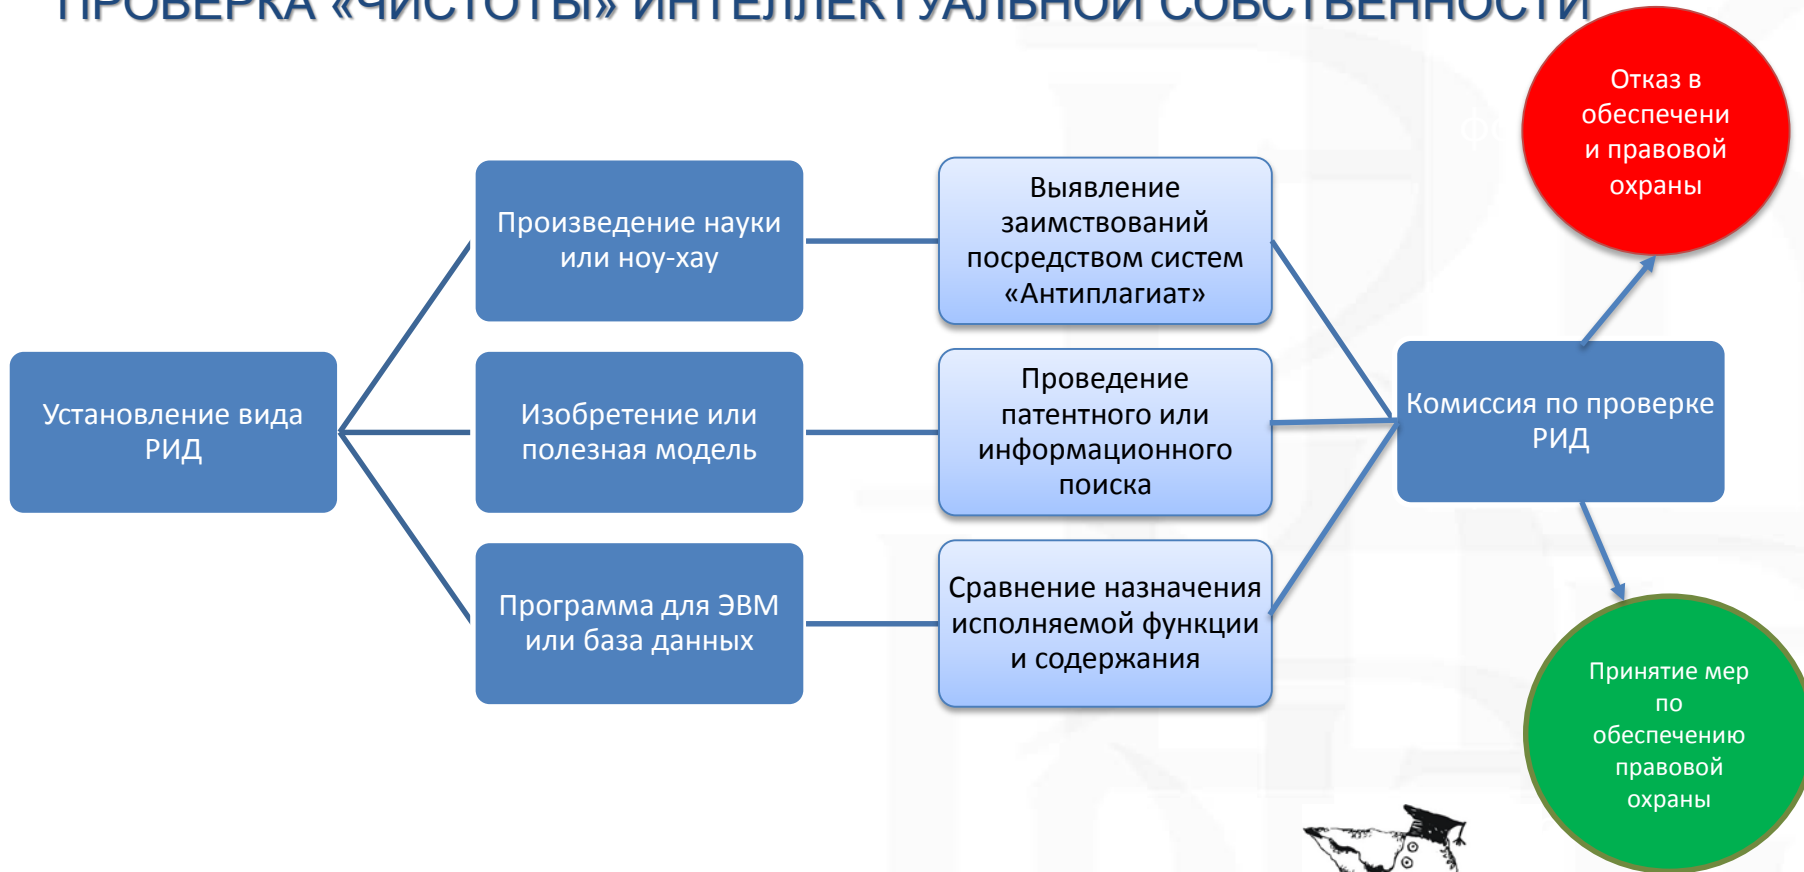 ПРОВЕРКА «ЧИСТОТЫ» ИНТЕЛЛЕКТУАЛЬНОЙ СОБСТВЕННОСТИ
Установление вида
РИД
Произведение науки
или ноу-хау
Изобретение или
полезная модель
Программа для ЭВМ
или база данных
Выявление
заимствований
посредством систем
«Антиплагиат»
Проведение
патентного или
информационного
поиска
Сравнение назначения
исполняемой функции
и содержания
Комиссия по проверке
РИД
Отказ в
обеспечени
и правовой
охраны
Принятие мер
по
обеспечению
правовой
охраны